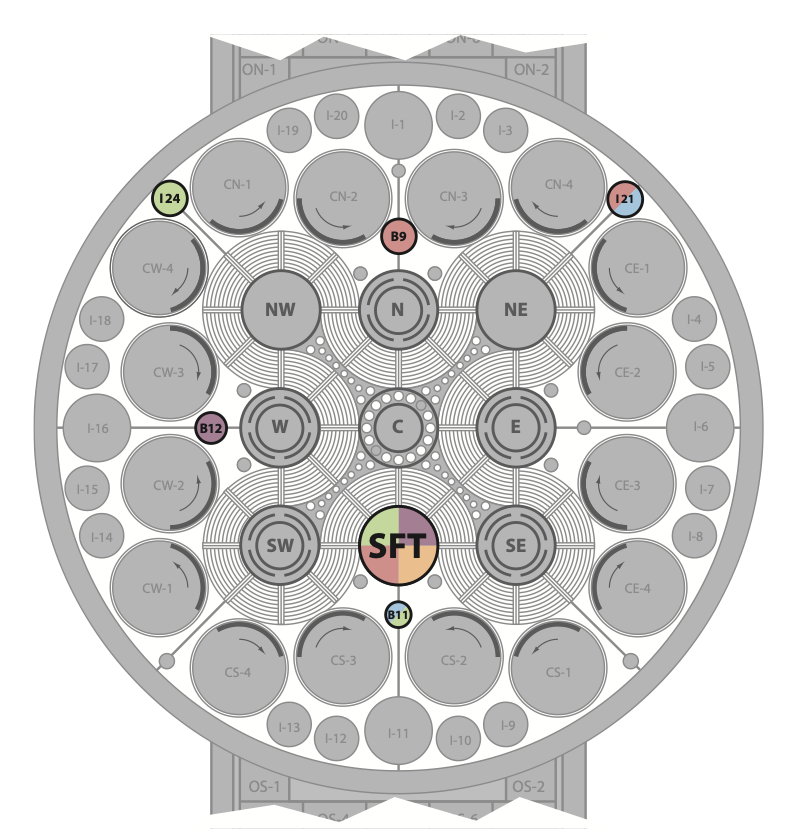 ON-1
ON-2
I-19
I-20
I-1
I-2
I-3
CN-1
CN-2
CN-3
CN-4
I24
I21
B9
CW-4
CE-1
NW
N
NE
I-18
I-4
CW-3
CE-2
I-17
I-5
I-16
B12
W
C
E
I-6
CW-2
CE-3
I-15
I-7
I-14
I-8
SW
SFT
SE
CW-1
CE-4
B11
CS-4
CS-3
CS-2
CS-1
I-13
I-12
I-11
I-10
I-9
OS-1
OS-2